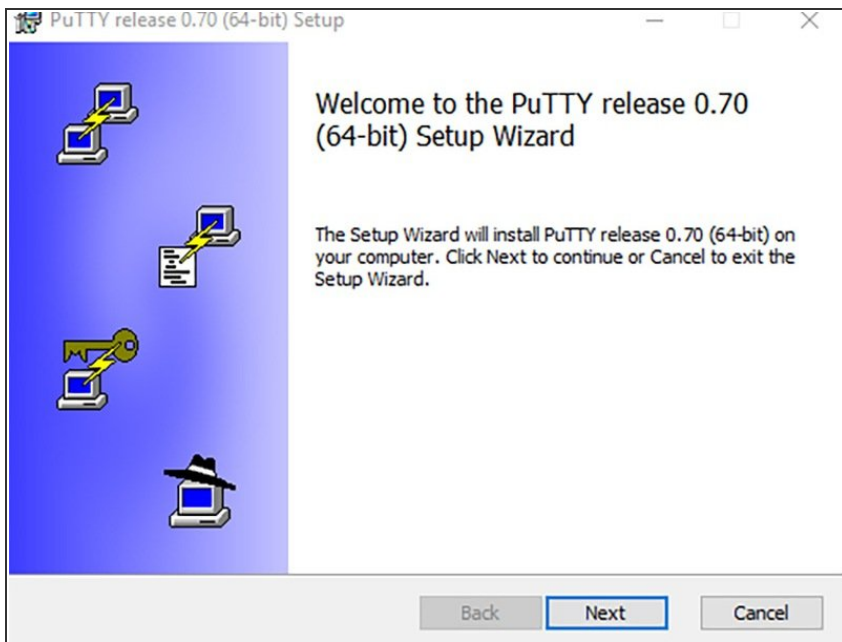 PuTTY release 0.70 (64-bit) Setup
Welcome to the PuTTY release 0.70
(64-bit) Setup Wizard
The Setup Wizard will install PuTTY release 0.70 (64-bit) on
your computer. Click Next to continue or Cancel to exit the
Setup Wizard.
Back Next Cancel